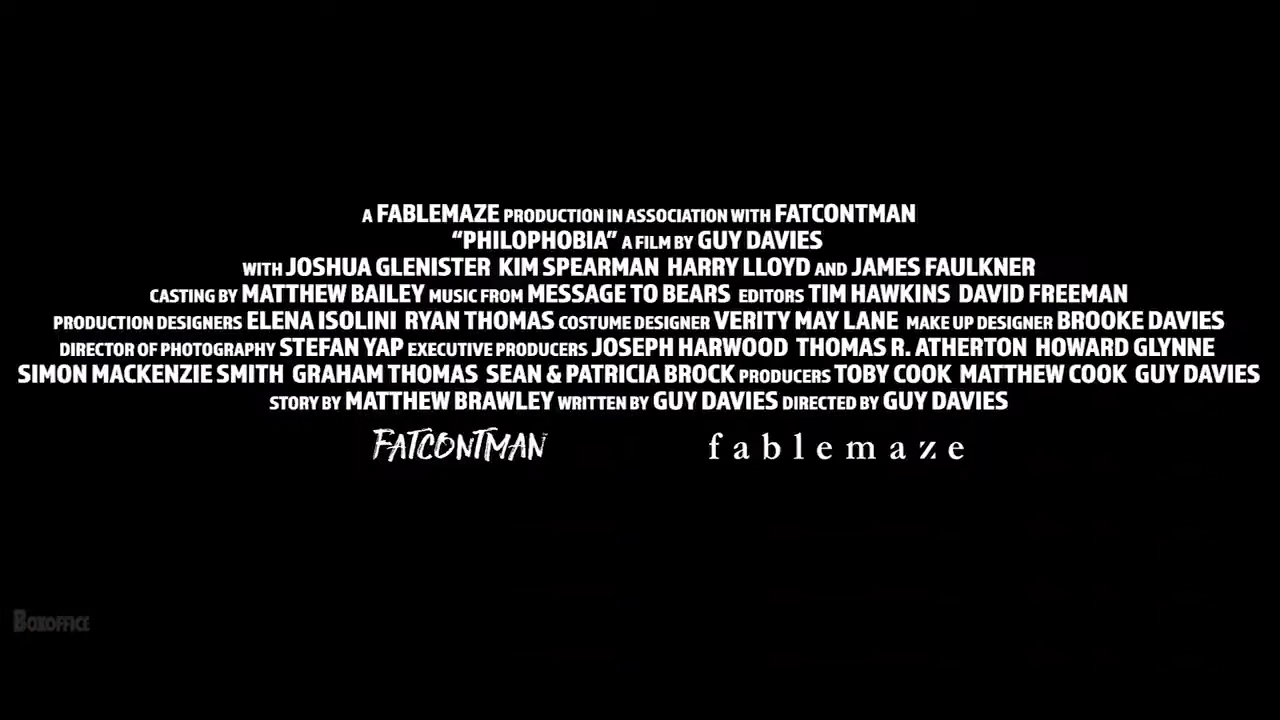 A FABLEMAZE PRODUCTION IN ASSOCIATION WITH FATCONTMAN
“PHILOPHOBIA” A FILM BY GUY DAVIES
WITH JOSHUA GLENISTER KIM SPEARMAN HARRY LLOYD AND JAMES FAULKNER
CASTING BY MATTHEW BAILEY MUSIC FROM MESSAGE TO BEARS EDITORS TIM HAWKINS DAVID FREEMAN
PRODUCTION DESIGNERS ELENA ISOLINI RYAN THOMAS COSTUME DESIGNER VERITY MAY LANE MAKE UP DESIGNER BROOKE DAVIES
DIRECTOR OF PHOTOGRAPHY STEFAN YAP EXECUTIVE PRODUCERS JOSEPH HARWOOD THOMAS R. ATHERTON HOWARD GLYNNE
SIMON MACKENZIE SMITH GRAHAM THOMAS SEAN & PATRICIA BROCK PRODUCERS TOBY COOK MATTHEW COOK GUY DAVIES
STORY BY MATTHEW BRAWLEY WRITTEN BY GUY DAVIES DIRECTED BY GUY DAVIES
FATCONTMAN fablemaze
BOXOFFICE